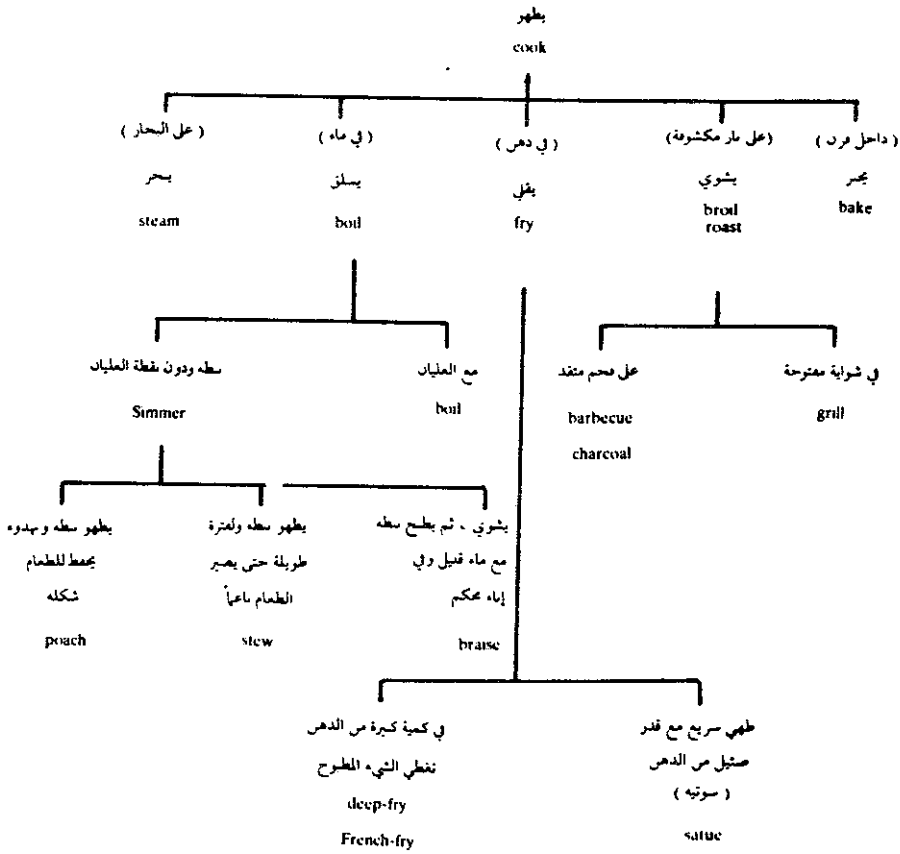 يطهو
cook
( على البخار )
( في ماء )
( في دهن )
( على نار مكشوفة )
( داخل فرن )
يبخر
يسلق
يقلي
يشوي
يخبز
steam
boil
fry
broil
roast
bake
ببطء ودون نقطة الغليان
مع الغليان
على فحم متقد
في شواية مفتوحة
Simmer
boil
barbecue
charcoal
grill
يطهو ببطء وبهدوء
يحفظ للطعام
شكله
poach
يطهو ببطء ولفترة
طويلة حتى يصير
الطعام ناعماً
stew
يشوي ، ثم يطبخ ببطء
مع ماء قليل وفي
إناء محكم
braise
في كمية كبيرة من الدهن
تغطي الشيء المطبوخ
deep-fry
French-fry
طهي سريع مع قدر
ضئيل من الدهن
( سوتيه )
satue